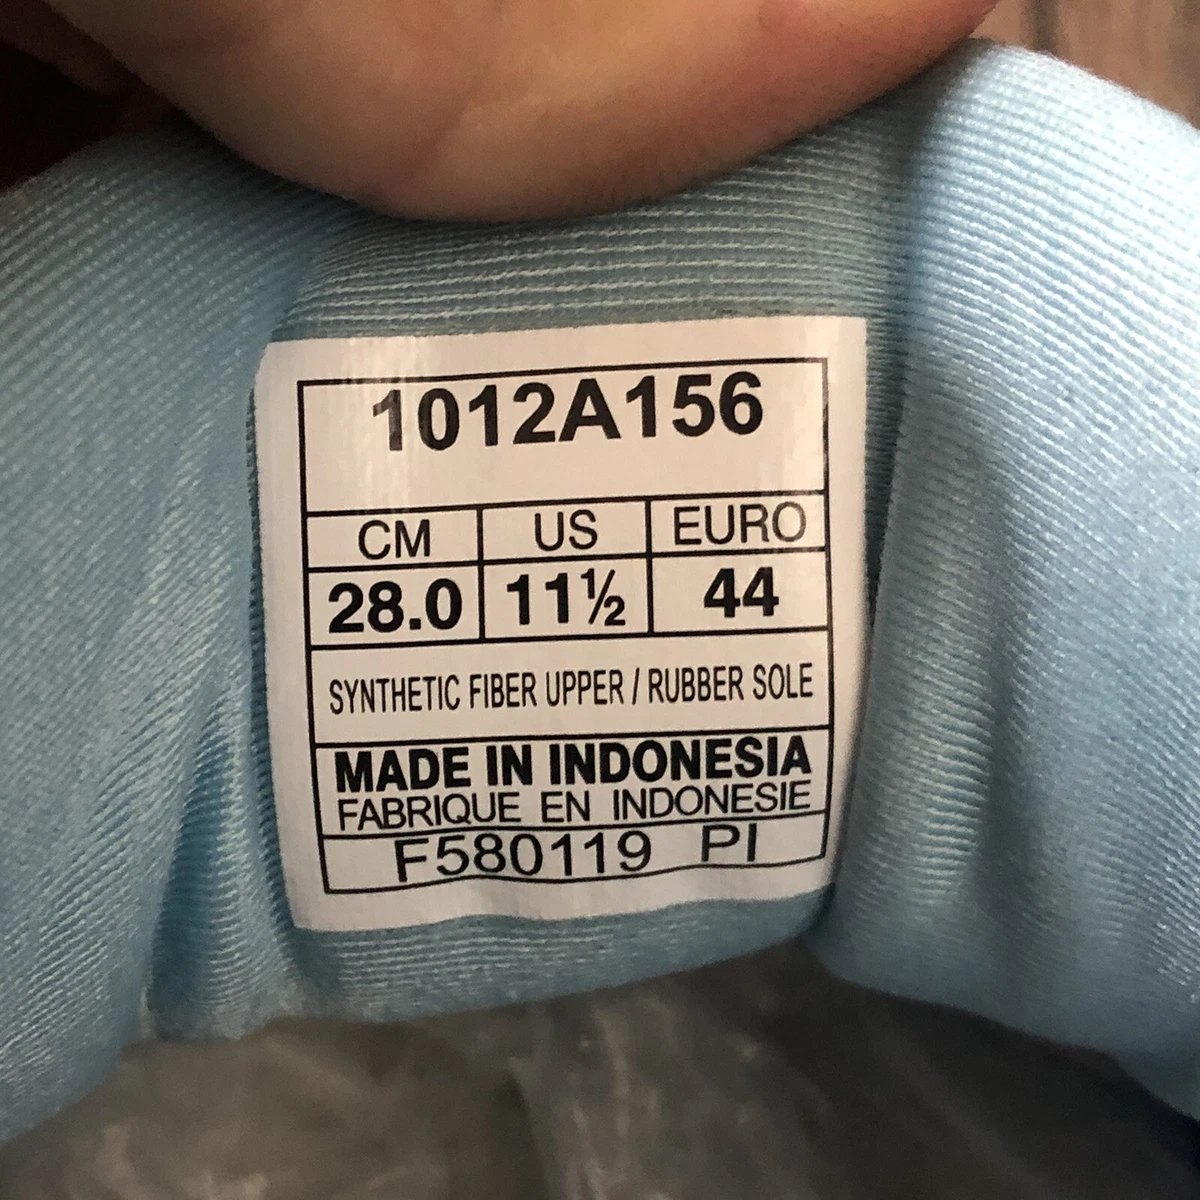 1012A156
CM US EURO
28.0 11½ 44
SYNTHETIC FIBER UPPER / RUBBER SOLE
MADE IN INDONESIA
FABRIQUE EN INDONESIE
F580119 PI